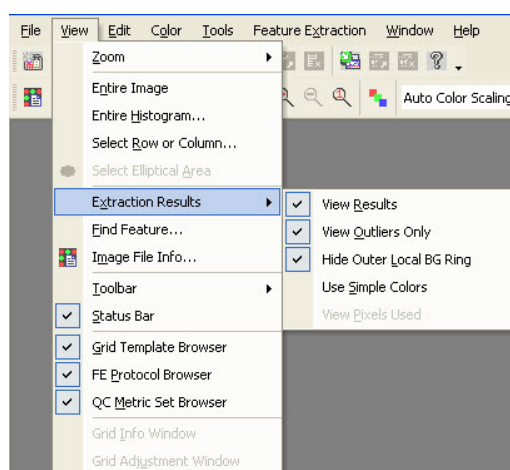 File View Edit Color Tools Feature Extraction Window Help
Zoom
Entire Image
Entire Histogram...
Select Row or Column...
Select Elliptical Area
Extraction Results
Find Feature...
Image File Info...
Toolbar
Status Bar
Grid Template Browser
FE Protocol Browser
QC Metric Set Browser
Grid Info Window
Grid Adjustment Window
Auto Color Scaling
View Results
View Outliers Only
Hide Outer Local BG Ring
Use Simple Colors
View Pixels Used